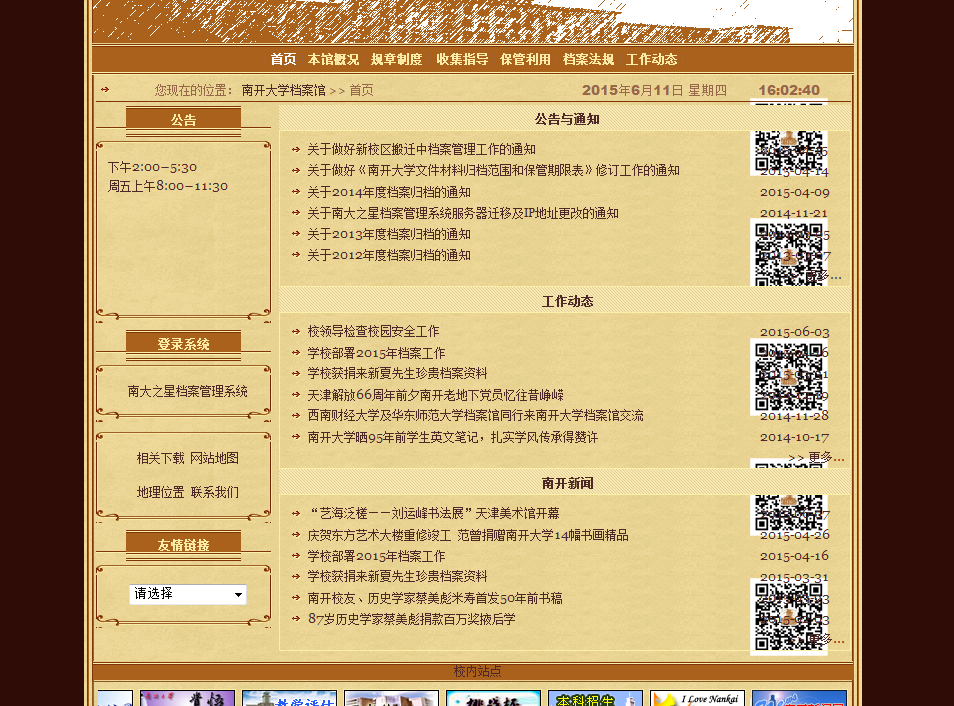 首页 本馆概况 规章制度 收集指导 保管利用 档案法规 工作动态
您现在的位置： 南开大学档案馆 >> 首页 2015年6月11日 星期四 16:02:40
公告
下午2:00–5:30
周五上午8:00–11:30
登录系统
南大之星档案管理系统
相关下载 网站地图
地理位置 联系我们
友情链接
请选择
公告与通知
关于做好新校区搬迁中档案管理工作的通知
关于做好《南开大学文件材料归档范围和保管期限表》修订工作的通知 2015-04-14
关于2014年度档案归档的通知 2015-04-09
关于南大之星档案管理系统服务器迁移及IP地址更改的通知 2014-11-21
关于2013年度档案归档的通知
关于2012年度档案归档的通知
更多...
工作动态
校领导检查校园安全工作 2015-06-03
学校部署2015年档案工作
学校获捐来新夏先生珍贵档案资料
天津解放66周年前夕南开老地下党员忆往昔峥嵘
西南财经大学及华东师范大学档案馆同行来南开大学档案馆交流 2014-11-28
南开大学晒95年前学生英文笔记，扎实学风传承得赞许 2014-10-17
>> 更多...
南开新闻
“艺海泛槎——刘运峰书法展”天津美术馆开幕
庆贺东方艺术大楼重修竣工 范曾捐赠南开大学14幅书画精品 2015-04-26
学校部署2015年档案工作 2015-04-16
学校获捐来新夏先生珍贵档案资料 2015-03-31
南开校友、历史学家蔡美彪米寿首发50年前书稿
87岁历史学家蔡美彪捐款百万奖掖后学
更多...
校内站点
教学评估
本科招生
I Love Nankai